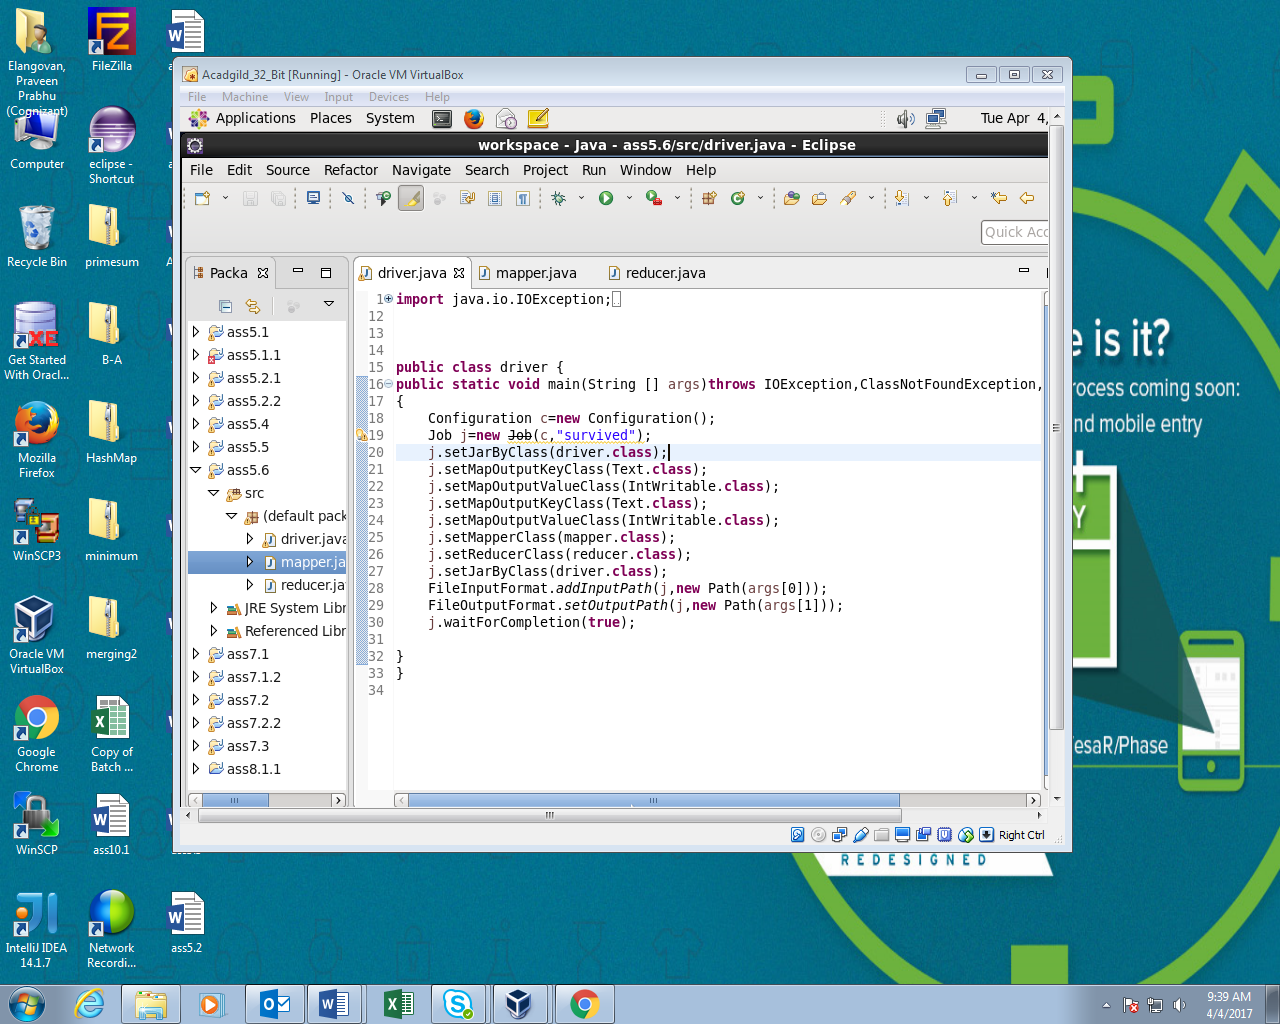 Elangovan,
Praveen
Prabhu
(Cognizant)
FileZilla
Computer
eclipse -
Shortcut
Recycle Bin
primesum
Get Started
With Oracl...
B-A
Mozilla
Firefox
HashMap
WinSCP3
minimum
Oracle VM
VirtualBox
merging2
Google
Chrome
Copy of
Batch ...
WinSCP
ass10.1
IntelliJ IDEA
14.1.7
Network
Recordi...
ass5.2
Acadgild_32_Bit [Running] - Oracle VM VirtualBox
File Machine View Input Devices Help
Applications Places System
Tue Apr 4,
workspace - Java - ass5.6/src/driver.java - Eclipse
File Edit Source Refactor Navigate Search Project Run Window Help
Quick Acc
Packa
driver.java mapper.java reducer.java
ass5.1
ass5.1.1
ass5.2.1
ass5.2.2
ass5.4
ass5.5
ass5.6
src
(default pack
driver.java
mapper.ja
reducer.ja
JRE System Libr
Referenced Libr
ass7.1
ass7.1.2
ass7.2
ass7.2.2
ass7.3
ass8.1.1
1 import java.io.IOException;
12
13
14
15 public class driver {
16 public static void main(String [] args)throws IOException,ClassNotFoundException,
17 {
18 Configuration c=new Configuration();
19 Job j=new Job(c,"survived");
20 j.setJarByClass(driver.class);
21 j.setMapOutputKeyClass(Text.class);
22 j.setMapOutputValueClass(IntWritable.class);
23 j.setMapOutputKeyClass(Text.class);
24 j.setMapOutputValueClass(IntWritable.class);
25 j.setMapperClass(mapper.class);
26 j.setReducerClass(reducer.class);
27 j.setJarByClass(driver.class);
28 FileInputFormat.addInputPath(j,new Path(args[0]));
29 FileOutputFormat.setOutputPath(j,new Path(args[1]));
30 j.waitForCompletion(true);
31
32 }
33 }
34
Right Ctrl
e is it?
process coming soon:
nd mobile entry
Y
esaR/Phase
REDESIGNED
9:39 AM
4/4/2017